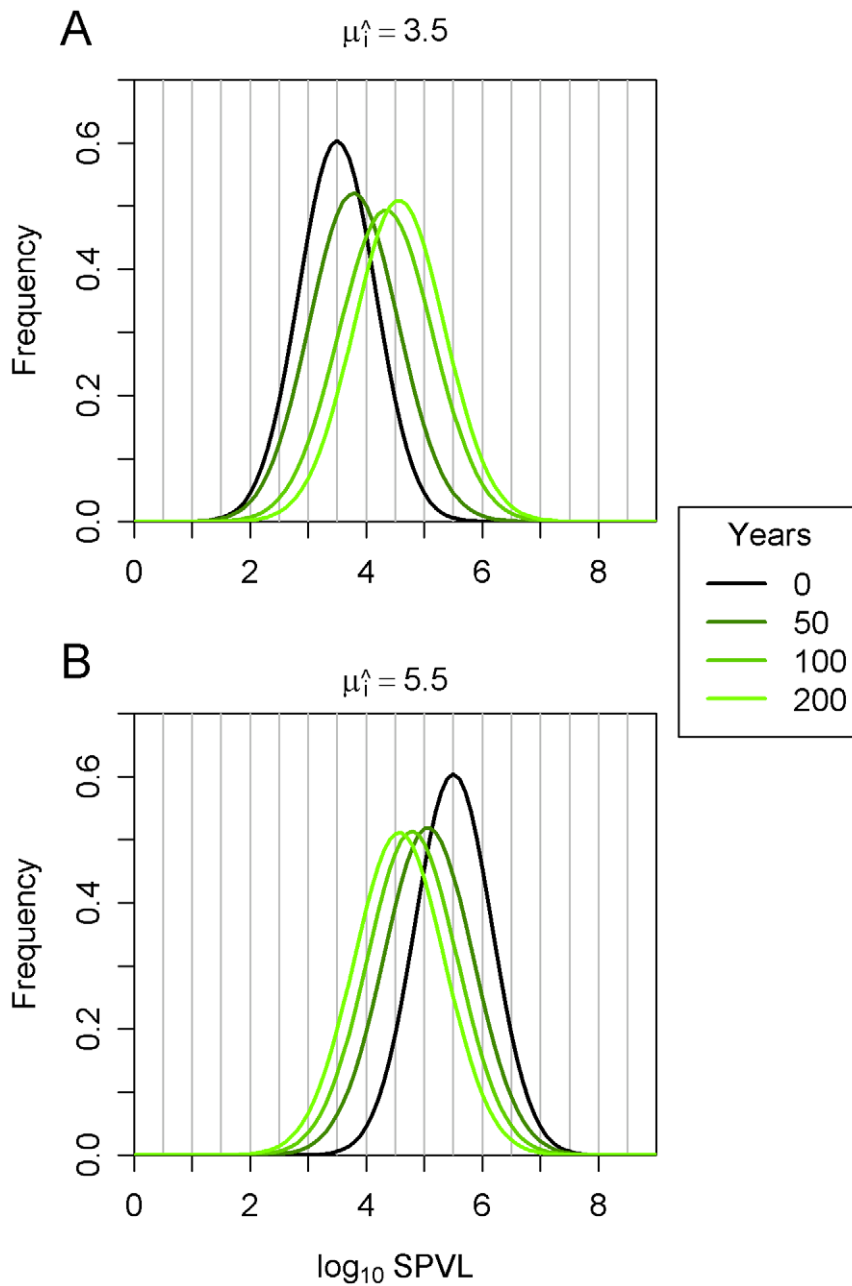 A
μ̂i = 3.5
Frequency
0.0 0.2 0.4 0.6
0 2 4 6 8
Years
0
50
100
200
B
μ̂i = 5.5
Frequency
0.0 0.2 0.4 0.6
0 2 4 6 8
log₁₀ SPVL